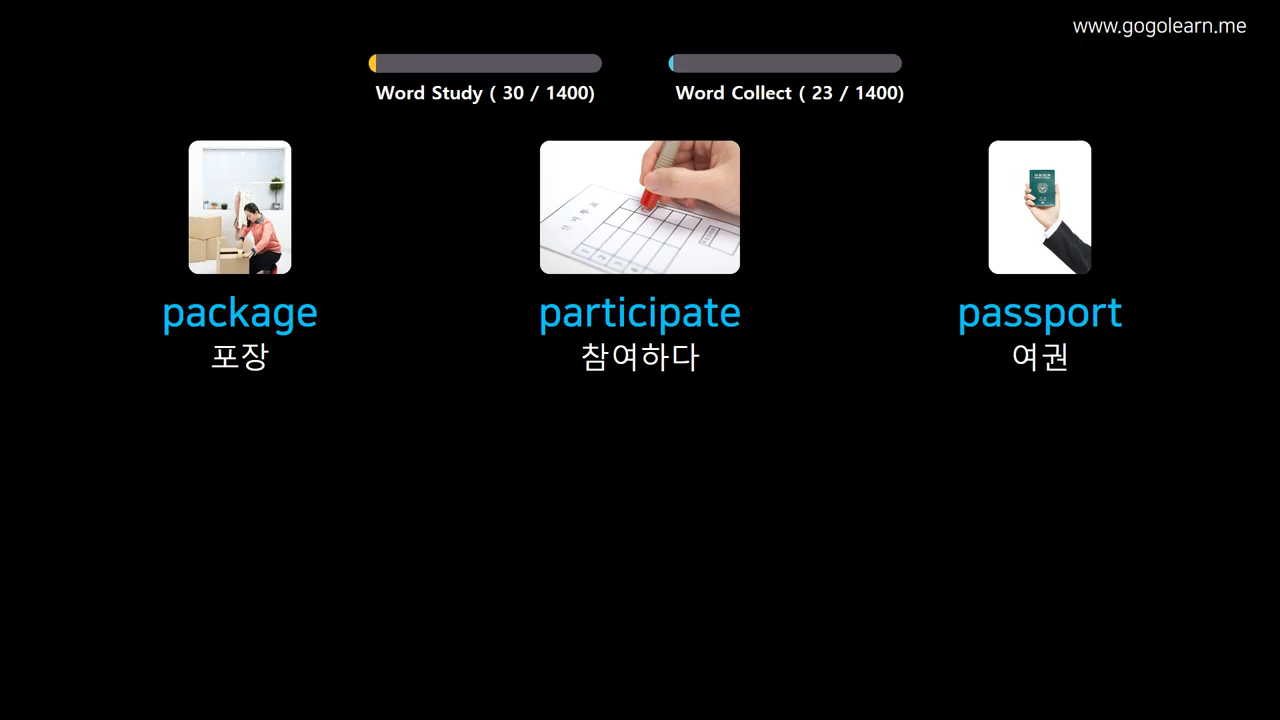 www.gogolearn.me
Word Study ( 30 / 1400)
Word Collect ( 23 / 1400)
package
participate
passport
포장
참여하다
여권